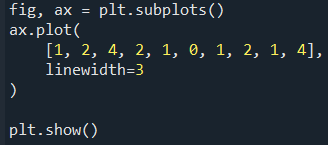 fig, ax = plt.subplots()
ax.plot(
    [1, 2, 4, 2, 1, 0, 1, 2, 1, 4],
    linewidth=3
)

plt.show()